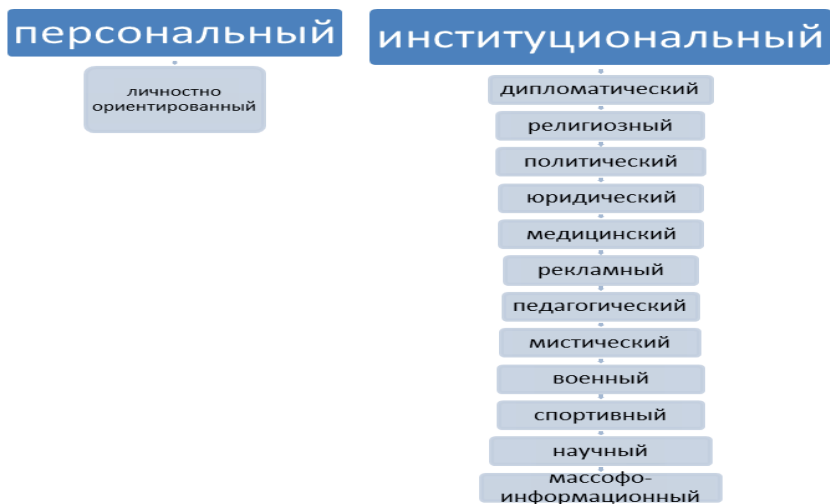 персональный
личностно
ориентированный
институциональный
дипломатический
религиозный
политический
юридический
медицинский
рекламный
педагогический
мистический
военный
спортивный
научный
массофо-
информационный